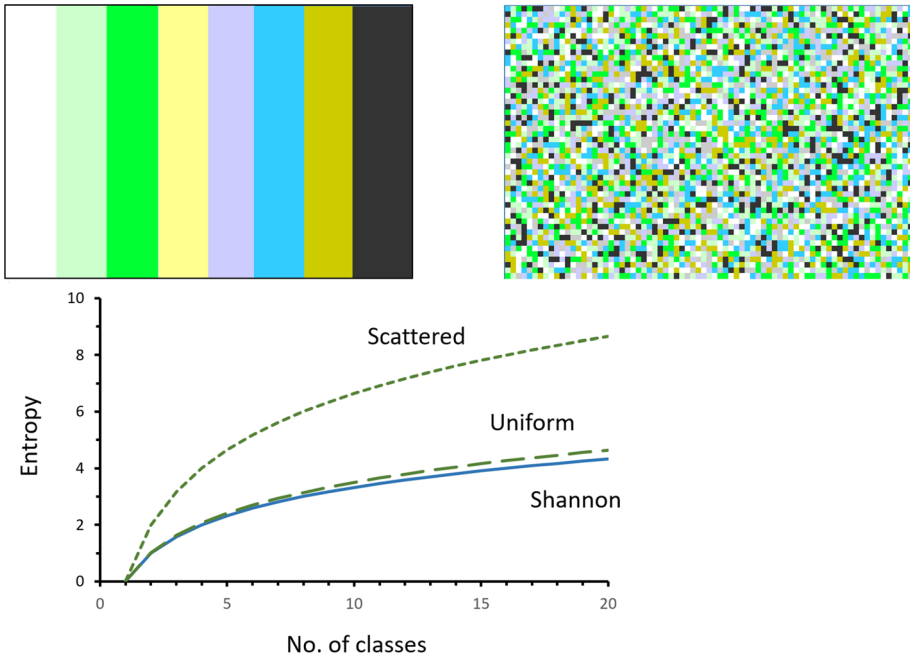 10
Scattered
8
6
Uniform
Entropy
4
Shannon
2
0
0 5 10 15 20
No. of classes